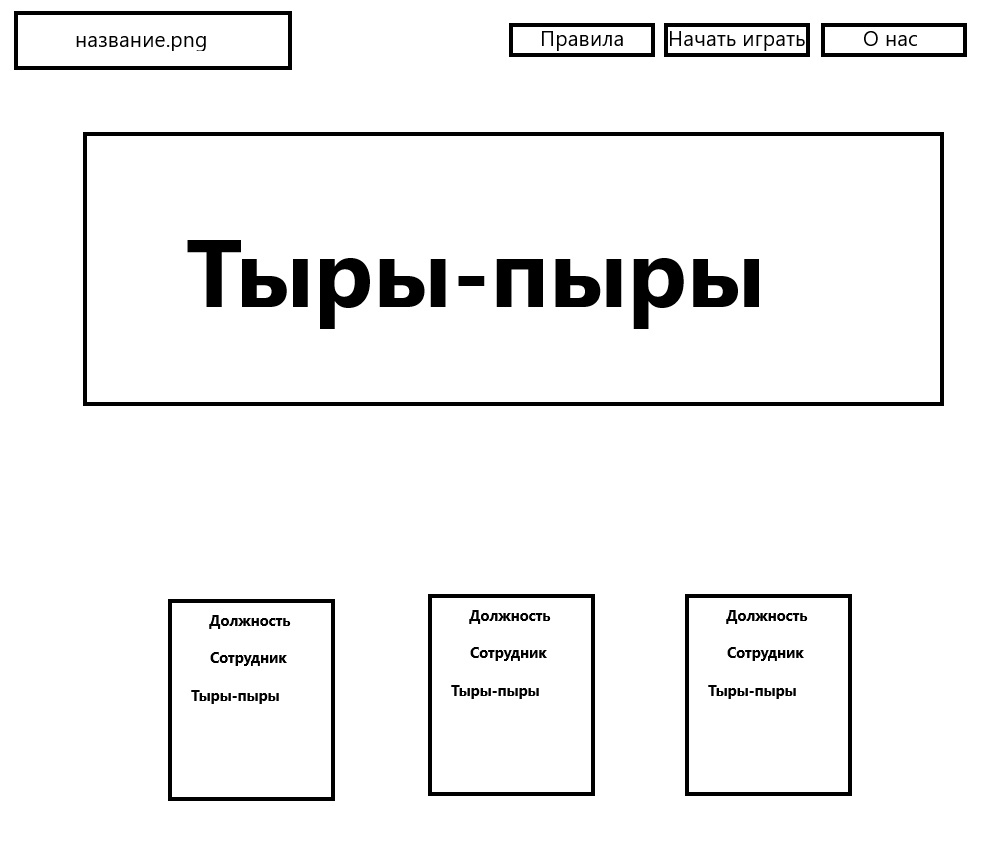 название.png
Правила
Начать играть
О нас
Тыры-пыры
Должность
Сотрудник
Тыры-пыры
Должность
Сотрудник
Тыры-пыры
Должность
Сотрудник
Тыры-пыры